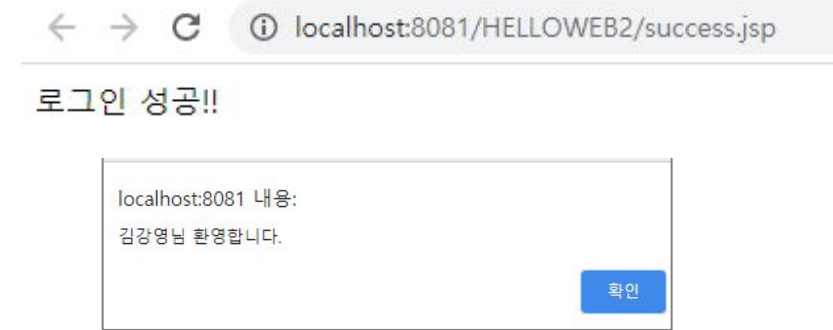 localhost:8081/HELLOWEB2/success.jsp
로그인 성공!!
localhost:8081 내용:
김강영님 환영합니다.
확인